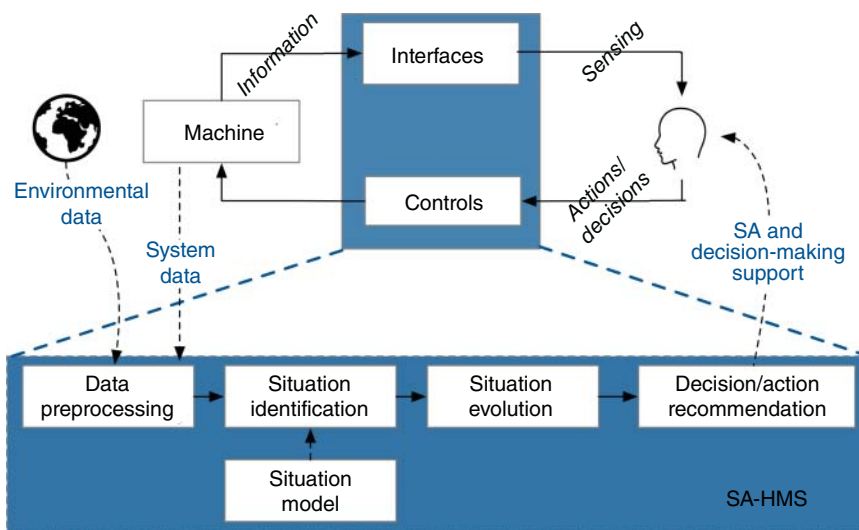 Information
Interfaces
Sensing
Machine
Environmental
data
System
data
Controls
Actions/
decisions
SA and
decision-making
support
Data
preprocessing
Situation
identification
Situation
evolution
Decision/action
recommendation
Situation
model
SA-HMS